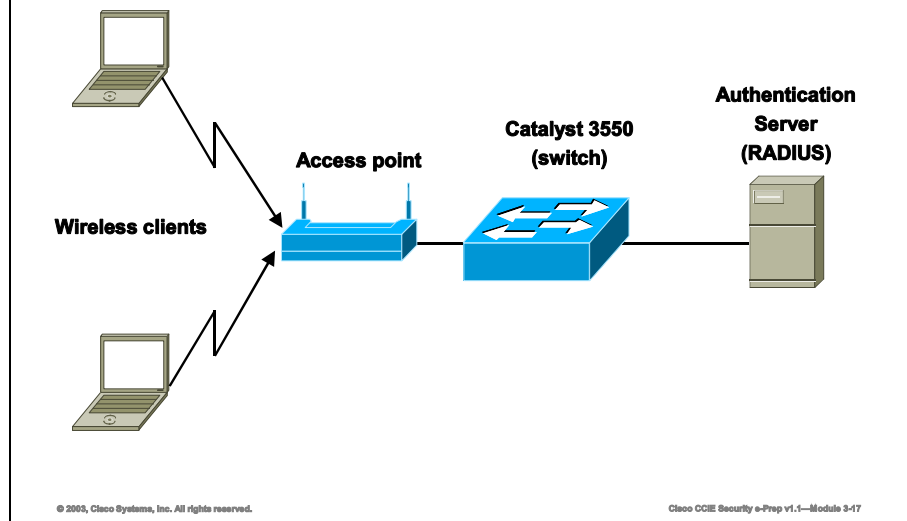 Authentication
Server
(RADIUS)
Catalyst 3550
(switch)
Access point
Wireless clients
© 2003, Cisco Systems, Inc. All rights reserved.
Cisco CCIE Security e-Prep v1.1—Module 3-17